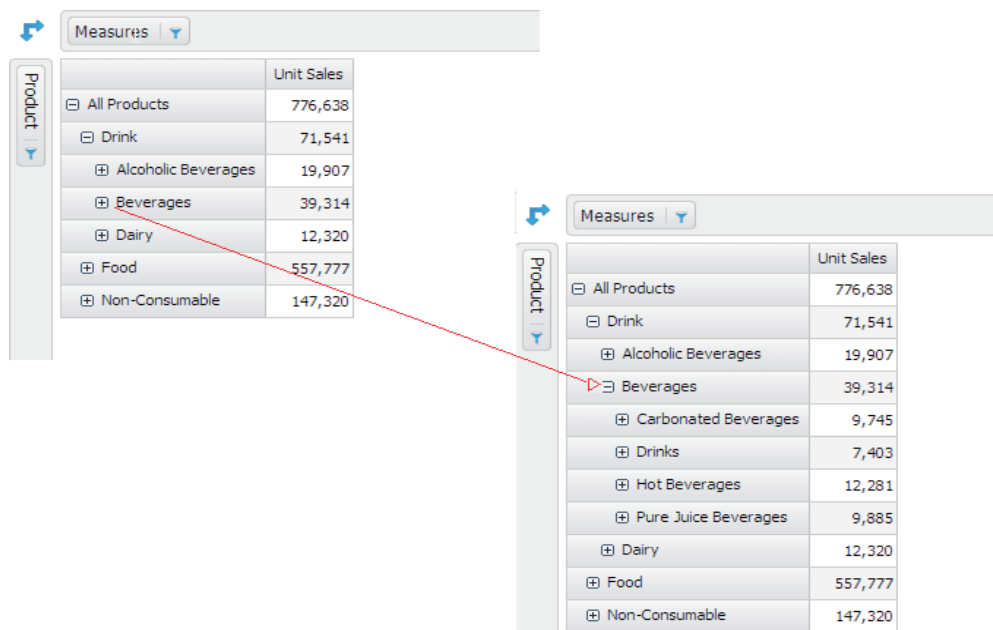 Measures
Product
Unit Sales
All Products 776,638
Drink 71,541
Alcoholic Beverages 19,907
Beverages 39,314
Dairy 12,320
Food 557,777
Non-Consumable 147,320
Measures
Product
Unit Sales
All Products 776,638
Drink 71,541
Alcoholic Beverages 19,907
Beverages 39,314
Carbonated Beverages 9,745
Drinks 7,403
Hot Beverages 12,281
Pure Juice Beverages 9,885
Dairy 12,320
Food 557,777
Non-Consumable 147,320